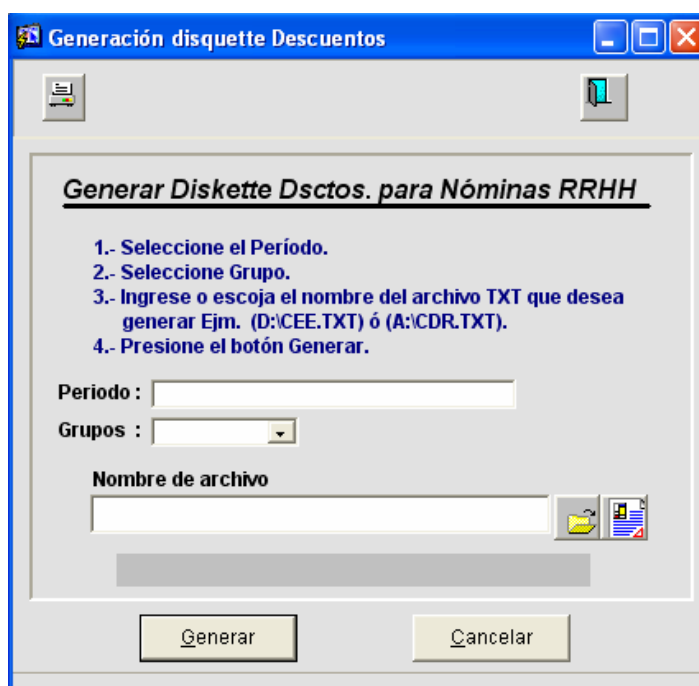 Generación disquette Descuentos
Generar Diskette Dsctos. para Nóminas RRHH
1.- Seleccione el Período.
2.- Seleccione Grupo.
3.- Ingrese o escoja el nombre del archivo TXT que desea
generar Ejm. (D:\CEE.TXT) ó (A:\CDR.TXT).
4.- Presione el botón Generar.
Periodo :
Grupos :
Nombre de archivo
Generar Cancelar